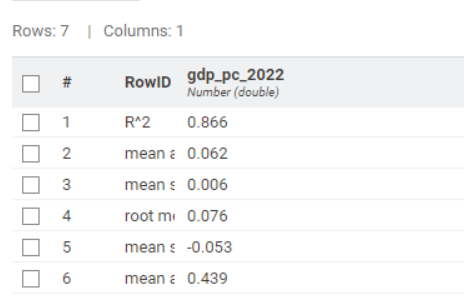 Rows: 7 | Columns: 1
# RowID gdp_pc_2022
Number (double)
1 R^2 0.866
2 mean a 0.062
3 mean s 0.006
4 root m 0.076
5 mean s -0.053
6 mean a 0.439